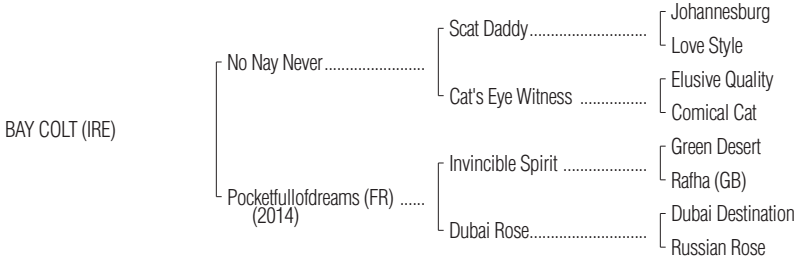 Johannesburg
Scat Daddy............................
Love Style
No Nay Never........................
Elusive Quality
Cat's Eye Witness ................
Comical Cat
BAY COLT (IRE)
Green Desert
Invincible Spirit ....................
Rafha (GB)
Pocketfullofdreams (FR) ......
(2014)
Dubai Destination
Dubai Rose............................
Russian Rose